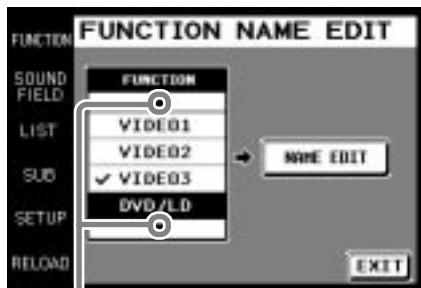 FUNCTION NAME EDIT
FUNCTION
SOUND
FIELD
LIST
SUB
SETUP
RELOAD
FUNCTION
VIDEO1
VIDEO2
✓ VIDEO3
DVD/LD
→ NAME EDIT
EXIT